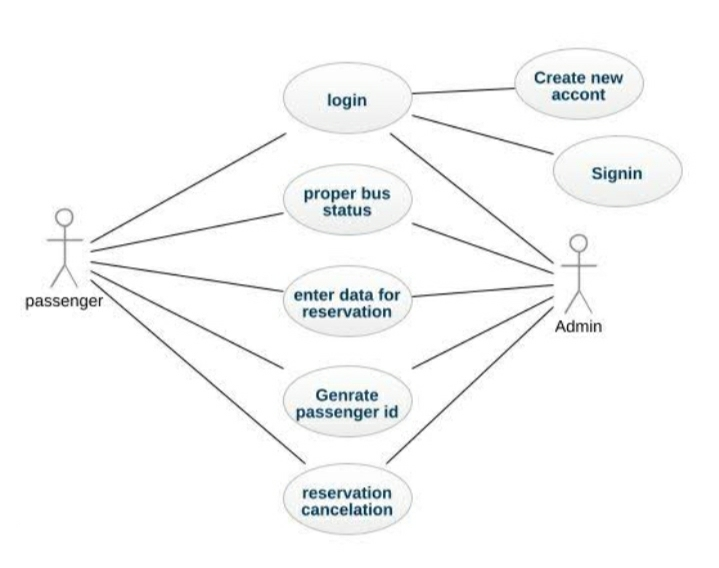 Create new
accont
login
Signin
proper bus
status
passenger
enter data for
reservation
Admin
Genrate
passenger id
reservation
cancelation